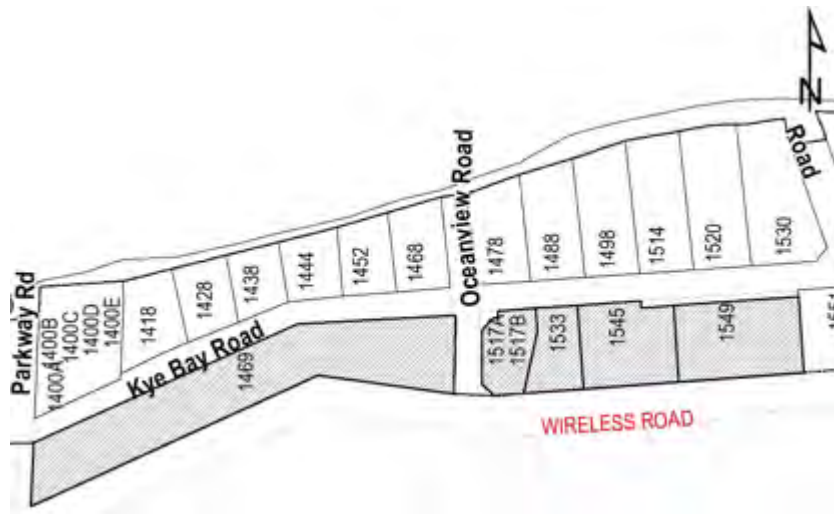 N
Road
Oceanview Road
Parkway Rd
1400A
1400B
1400C
1400D
1400E
1418
1428
1438
1444
1452
1468
1478
1488
1498
1514
1520
1530
Kye Bay Road
1469
1517A
1517B
1533
1545
1549
WIRELESS ROAD